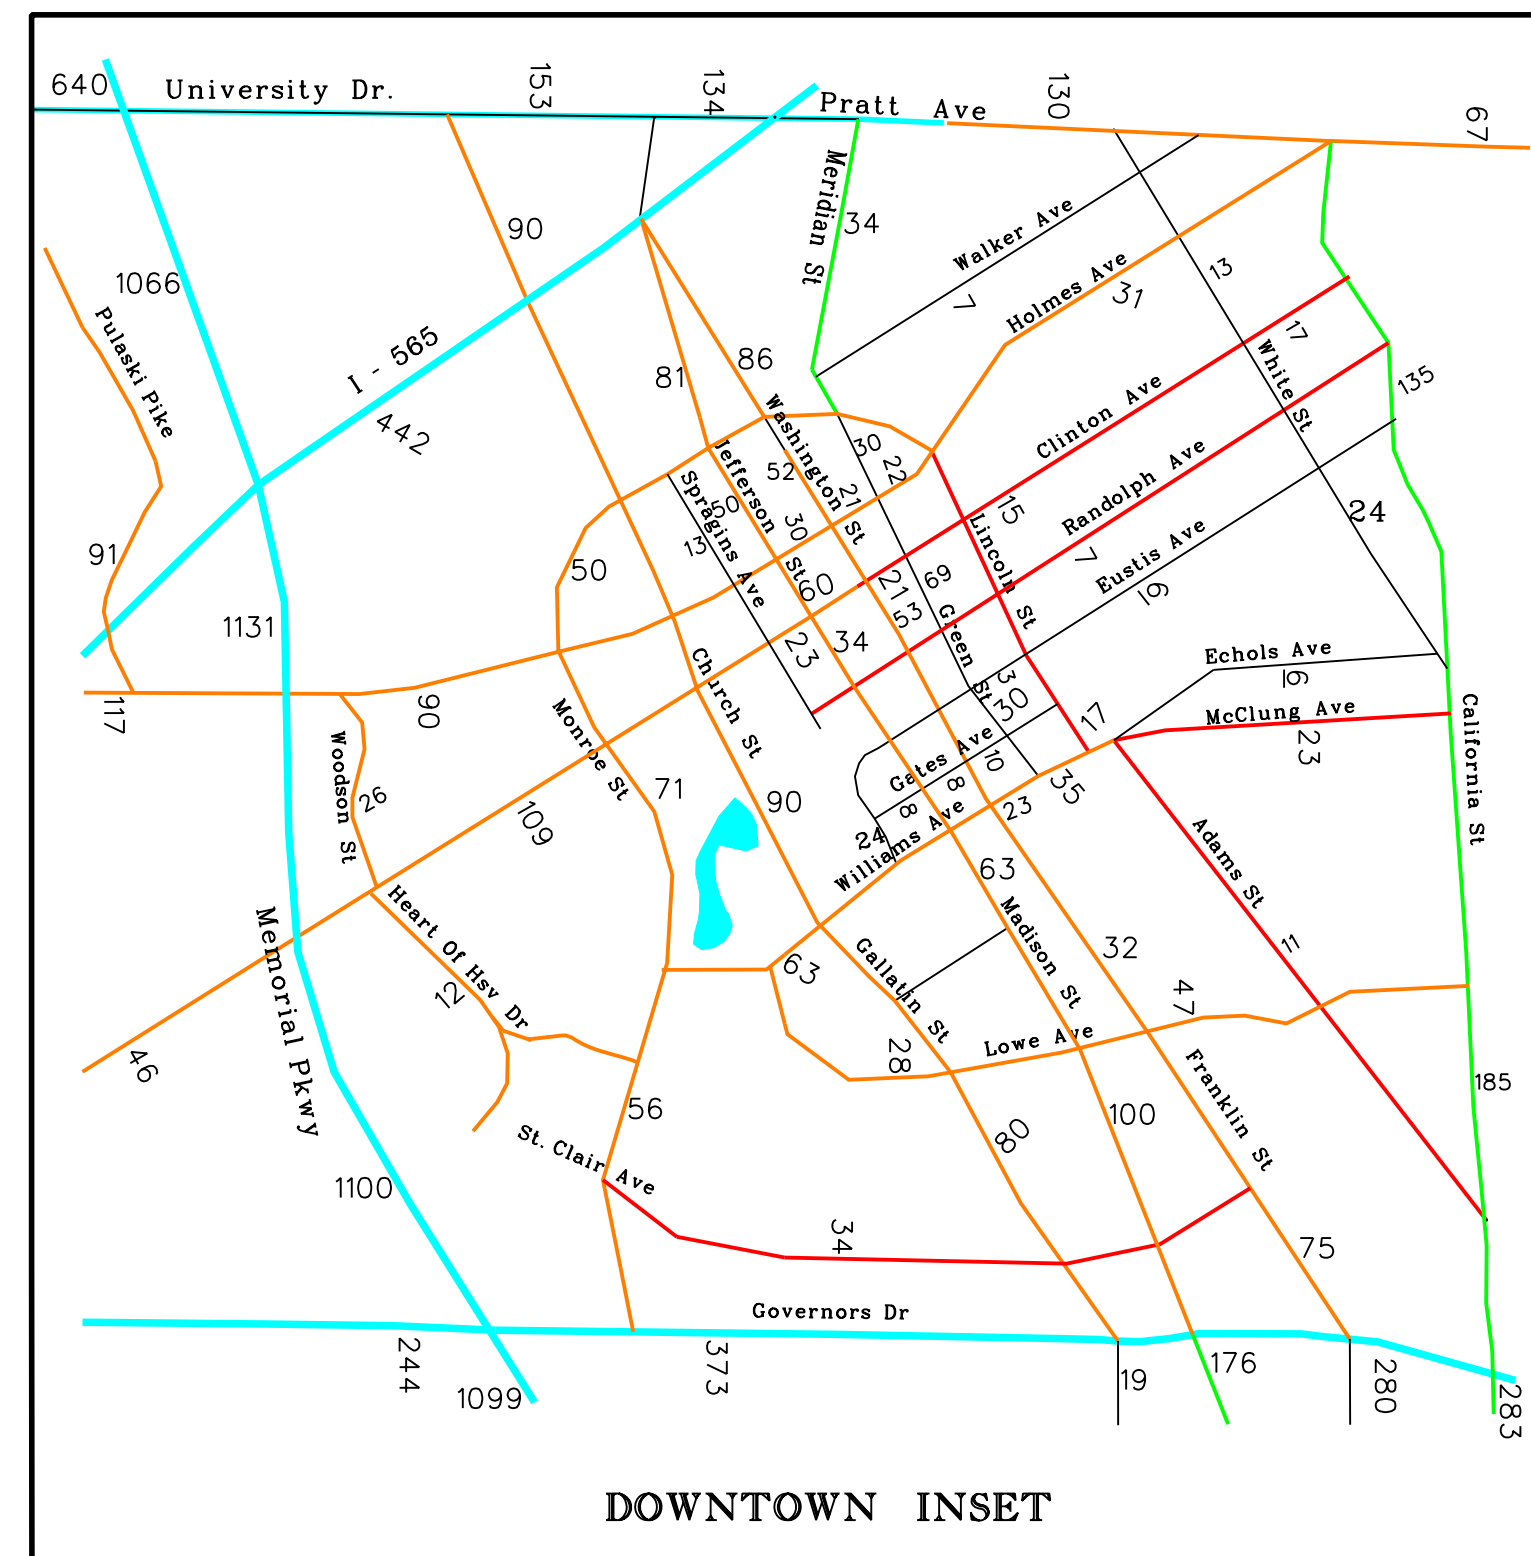 640
University Dr.
153
134
Pratt Ave
130
67
Meridian St
34
90
Walker Ave
7
Holmes Ave
31
13
1066
Pulaski Pike
I - 565
442
81
86
Clinton Ave
17
White St
135
Washington St
30
22
52
21
Jefferson St
50
30
Spragins Ave
13
15
Randolph Ave
7
24
Eustis Ave
16
91
50
60
21
69
53
Lincoln St
Green St
1131
23
34
3
30
Echols Ave
16
117
90
Church St
Monroe St
17
McClung Ave
23
California St
Woodson St
26
71
90
109
Gates Ave
10
8
8
35
23
24
Williams Ave
63
Adams St
11
Heart Of Hsv Dr
12
Memorial Pkwy
63
Gallatin St
Madison St
32
47
46
28
Lowe Ave
Franklin St
185
56
80
100
St. Clair Ave
1100
34
75
Governors Dr
244
1099
373
19
176
280
283
DOWNTOWN INSET